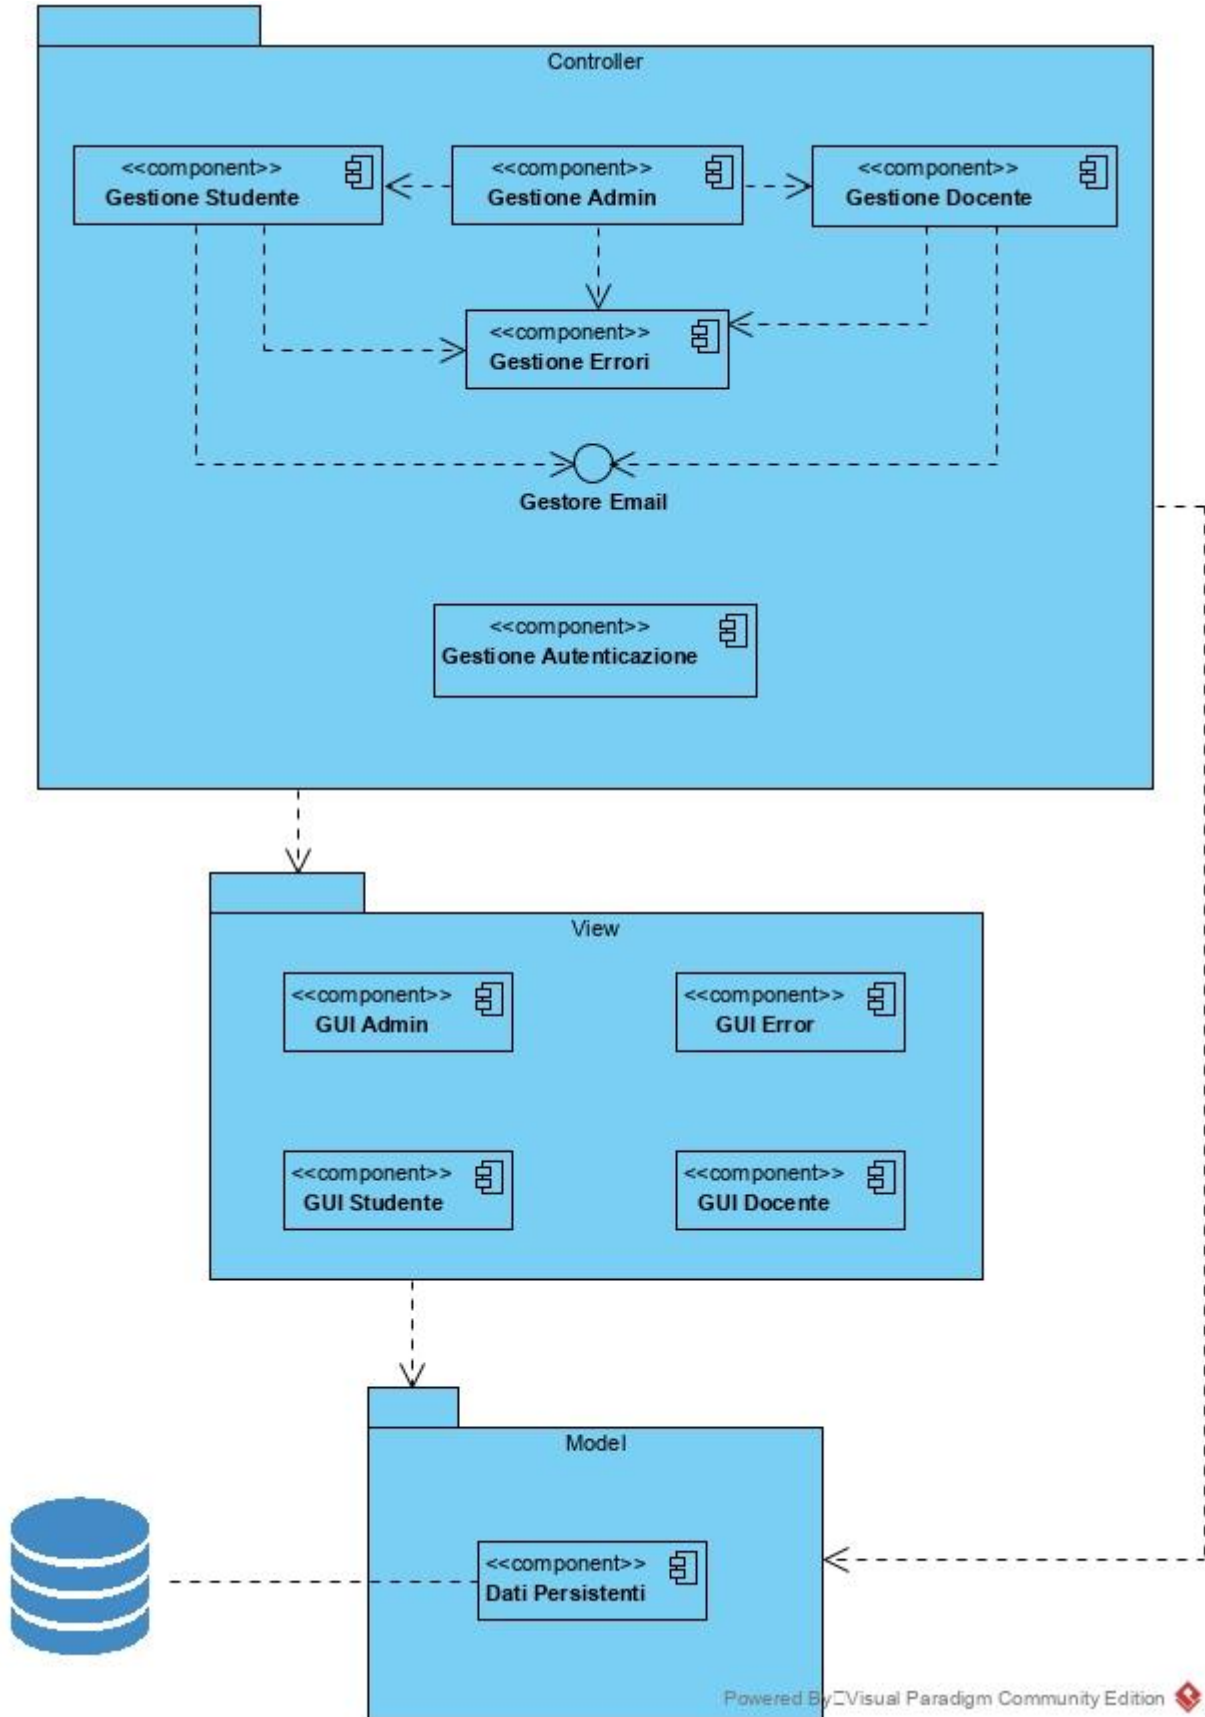 Controller
<<component>>
Gestione Studente
<<component>>
Gestione Admin
<<component>>
Gestione Docente
<<component>>
Gestione Errori
Gestore Email
<<component>>
Gestione Autenticazione
View
<<component>>
GUI Admin
<<component>>
GUI Error
<<component>>
GUI Studente
<<component>>
GUI Docente
Model
<<component>>
Dati Persistenti
Powered By Visual Paradigm Community Edition